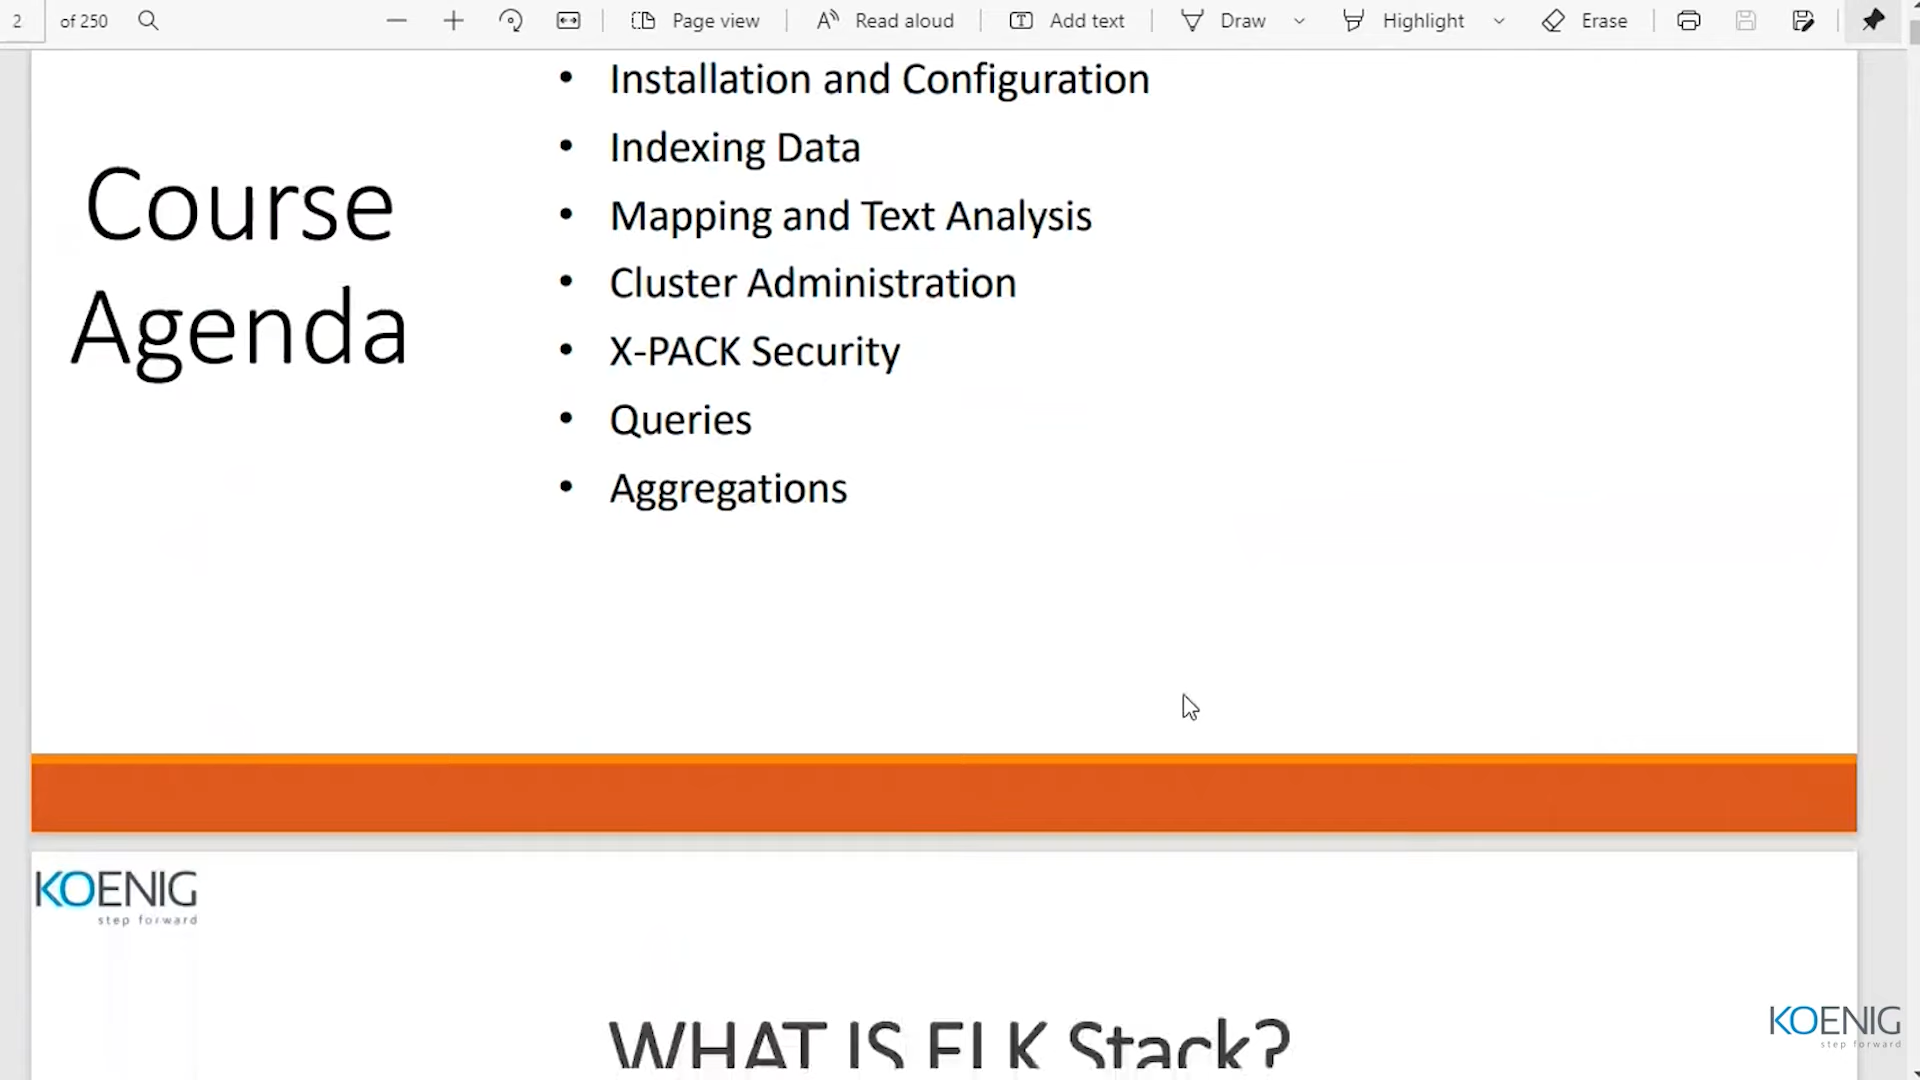 2 of 250
Page view
Read aloud
Add text
Draw
Highlight
Erase
Course
Agenda
• Installation and Configuration
• Indexing Data
• Mapping and Text Analysis
• Cluster Administration
• X-PACK Security
• Queries
• Aggregations
KOENIG
step forward
WHAT IS ELK Stack?
KOENIG
step forward